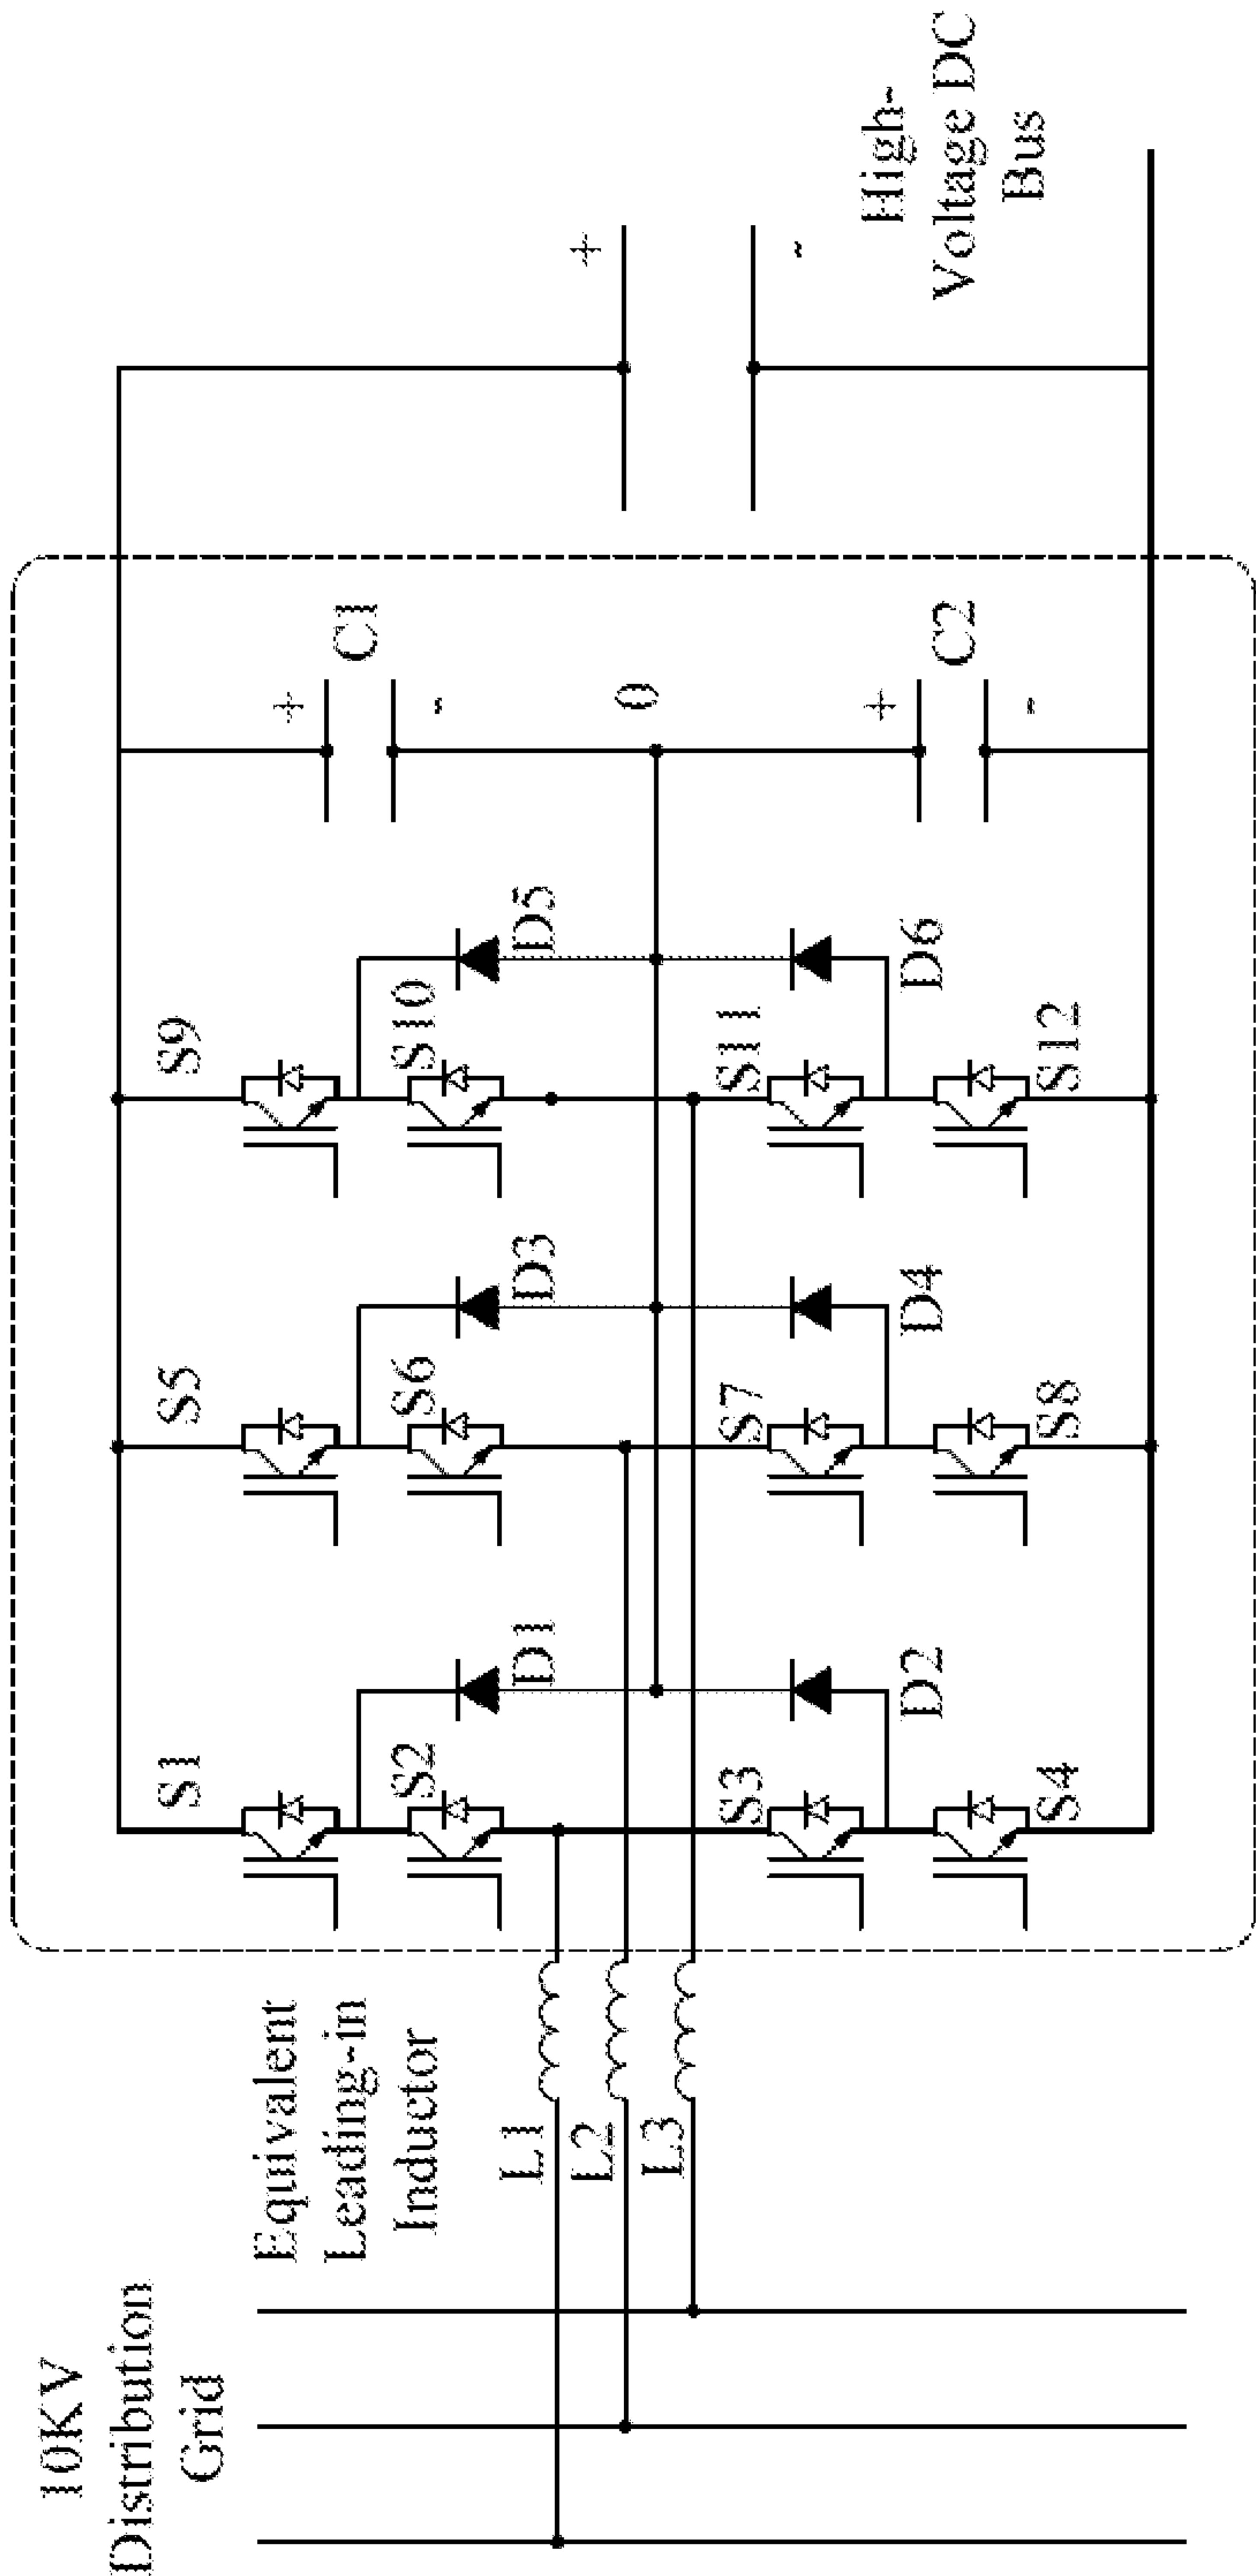 10KV
Distribution
Grid
Equivalent
Leading-in
Inductor
L1
L2
L3
S1
S2
S3
S4
D1
D2
S5
S6
S7
S8
D3
D4
S9
S10
S11
S12
D5
D6
+
C1
-
0
+
C2
-
+
-
High-
Voltage DC
Bus